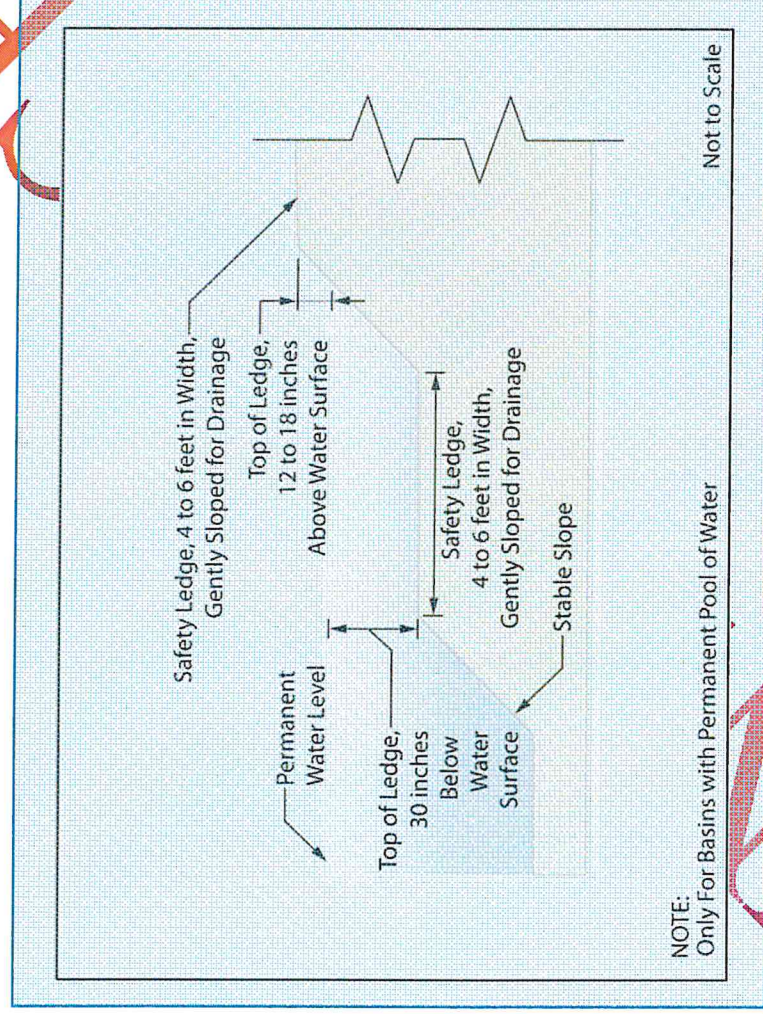 Safety Ledge, 4 to 6 feet in Width,
Gently Sloped for Drainage
Top of Ledge,
12 to 18 inches
Above Water Surface
Permanent
Water Level
Top of Ledge,
30 inches
Below
Water
Surface
Safety Ledge,
4 to 6 feet in Width,
Gently Sloped for Drainage
Stable Slope
NOTE:
Only For Basins with Permanent Pool of Water
Not to Scale